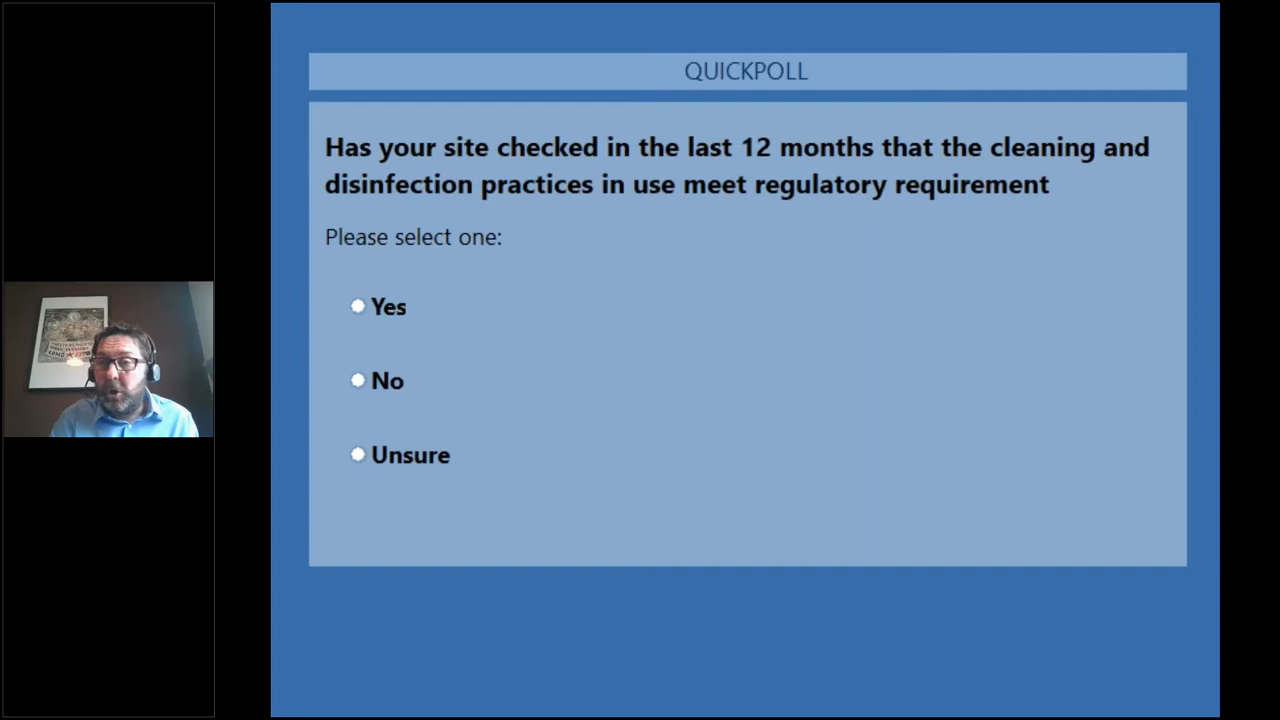 QUICKPOLL
Has your site checked in the last 12 months that the cleaning and
disinfection practices in use meet regulatory requirement
Please select one:
Yes
No
Unsure